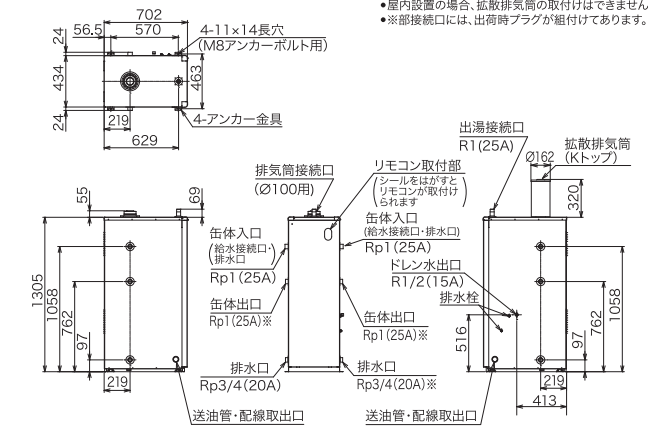 ●屋内設置の場合、拡散排気筒の取付けはできません
●※部接続口には、出荷時プラグが組付けてあります。
702
56.5
570
4-11×14長穴
(M8アンカーボルト用)
24
434
24
463
219
629
4-アンカー金具
出湯接続口
R1(25A)
拡散排気筒
(Kトップ)
Ø162
320
排気筒接続口
(Ø100用)
リモコン取付部
(シールをはがすと
リモコンが取付け
られます)
55
69
缶体入口
(給水接続口・
排水口)
Rp1(25A)
缶体入口
(給水接続口・排水口)
Rp1(25A)
ドレン水出口
R1/2(15A)
排水栓
缶体出口
Rp1(25A)※
缶体出口
Rp1(25A)※
排水口
Rp3/4(20A)
排水口
Rp3/4(20A)※
1305
1058
762
97
219
送油管・配線取出口
送油管・配線取出口
516
97
762
1058
219
413